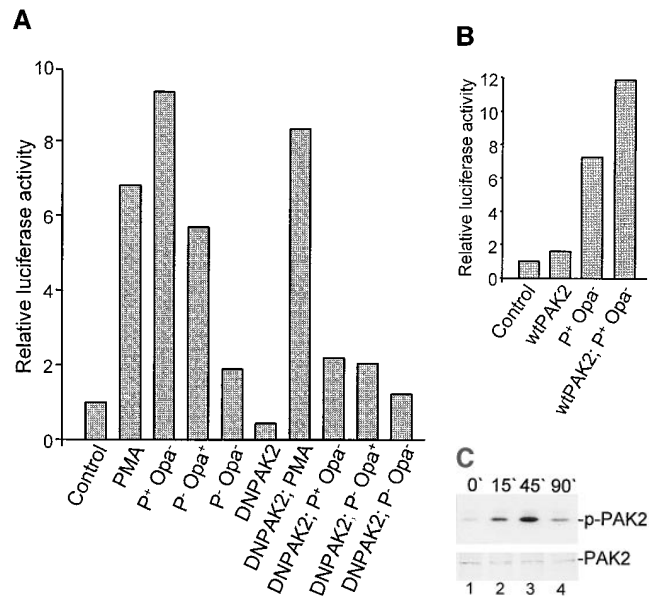 A
Relative luciferase activity
10
8
6
4
2
0
Control
PMA
P⁺ Opa⁻
P⁻ Opa⁺
P⁻ Opa⁻
DNPAK2
DNPAK2; PMA
DNPAK2; P⁺ Opa⁻
DNPAK2; P⁻ Opa⁺
DNPAK2; P⁻ Opa⁻
B
Relative luciferase activity
12
10
8
6
4
2
0
Control
wtPAK2
P⁺ Opa⁻
wtPAK2; P⁺ Opa⁻
C
0` 15` 45` 90`
-p-PAK2
-PAK2
1 2 3 4